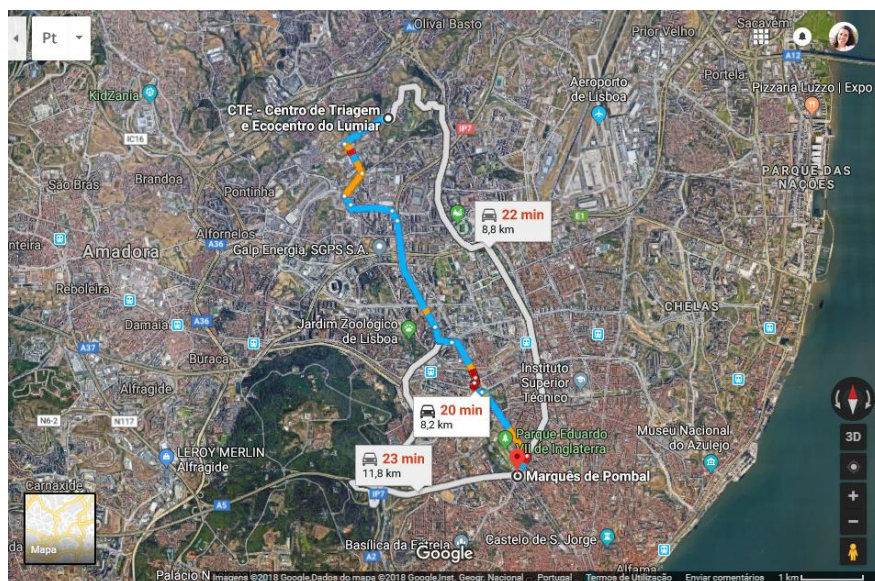 Pt
Olival Basto
Prior Velho
Sacavém
A12
Portela
KidZania
CTE - Centro de Triagem
e Ecocentro do Lumiar
Aeroporto
de Lisboa
Pizzaria Luzzo | Expo
IP7
IC16
Brandoa
São Brás
Pontinha
PARQUE DAS
NAÇÕES
22 min
8,8 km
E1
Alfornelos
A36
Galp Energia, SGPS S.A.
Amadora
Reboleira
CHELAS
Damaia
A36
Jardim Zoológico
de Lisboa
A37
Buraca
Instituto
Superior
Técnico
Alfragide
20 min
8,2 km
N6-2
N117
Parque Eduardo
VII de Inglaterra
Museu Nacional
do Azulejo
3D
LEROY MERLIN
Alfragide
23 min
11,8 km
Marquês de Pombal
Carnaxide
IP7
A5
Mapa
Basílica da Estrela
Google
Castelo de S. Jorge
A2
Alfama
Palácio N
Imagens ©2018 Google,Dados do mapa ©2018 Google,Inst. Geogr. Nacional
Portugal
Termos de Utilização
Enviar comentários
1 km